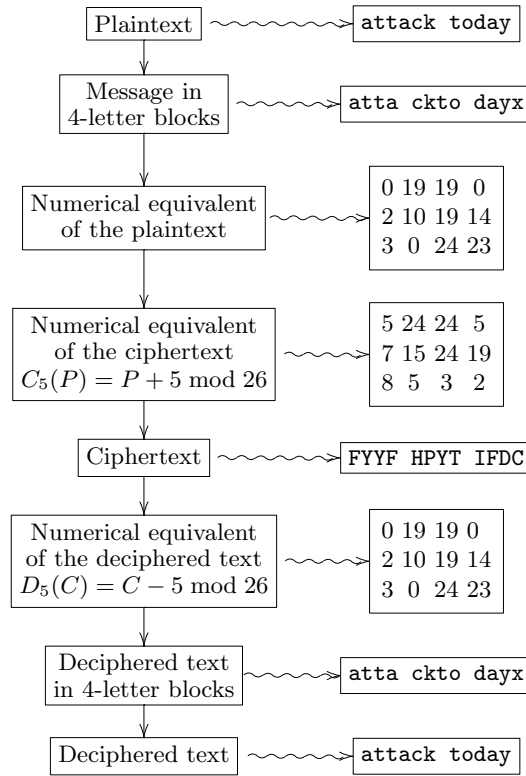 Plaintext
attack today
Message in
4-letter blocks
atta ckto dayx
Numerical equivalent
of the plaintext
0 19 19 0
2 10 19 14
3 0 24 23
Numerical equivalent
of the ciphertext
C₅(P) = P + 5 mod 26
5 24 24 5
7 15 24 19
8 5 3 2
Ciphertext
FYYF HPYT IFDC
Numerical equivalent
of the deciphered text
D₅(C) = C − 5 mod 26
0 19 19 0
2 10 19 14
3 0 24 23
Deciphered text
in 4-letter blocks
atta ckto dayx
Deciphered text
attack today